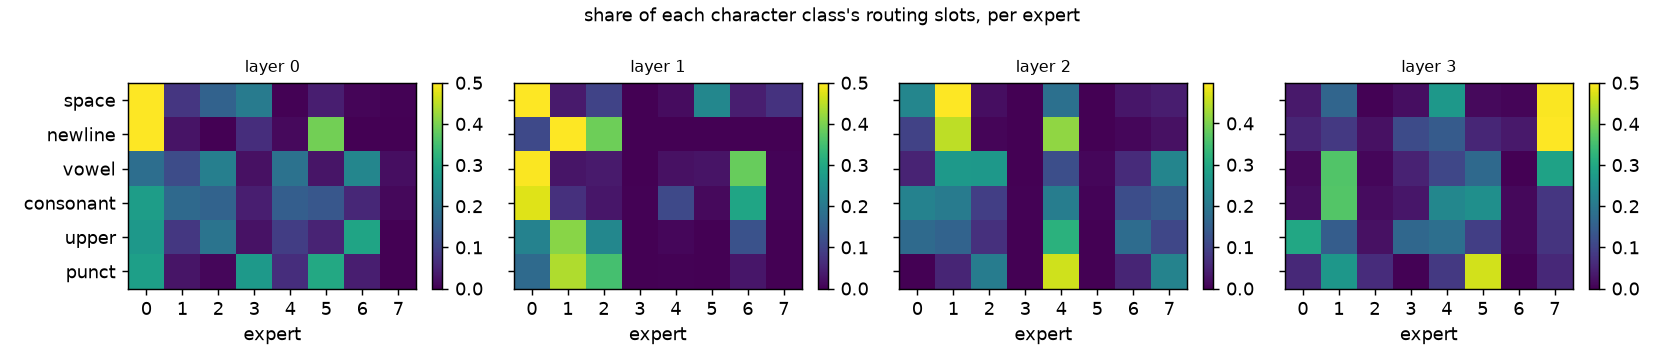 share of each character class's routing slots, per expert
layer 0
layer 1
layer 2
layer 3
space
newline
vowel
consonant
upper
punct
0.5
0.4
0.3
0.2
0.1
0.0
0.5
0.4
0.3
0.2
0.1
0.0
0.4
0.3
0.2
0.1
0.0
0.5
0.4
0.3
0.2
0.1
0.0
0 1 2 3 4 5 6 7
0 1 2 3 4 5 6 7
0 1 2 3 4 5 6 7
0 1 2 3 4 5 6 7
expert
expert
expert
expert